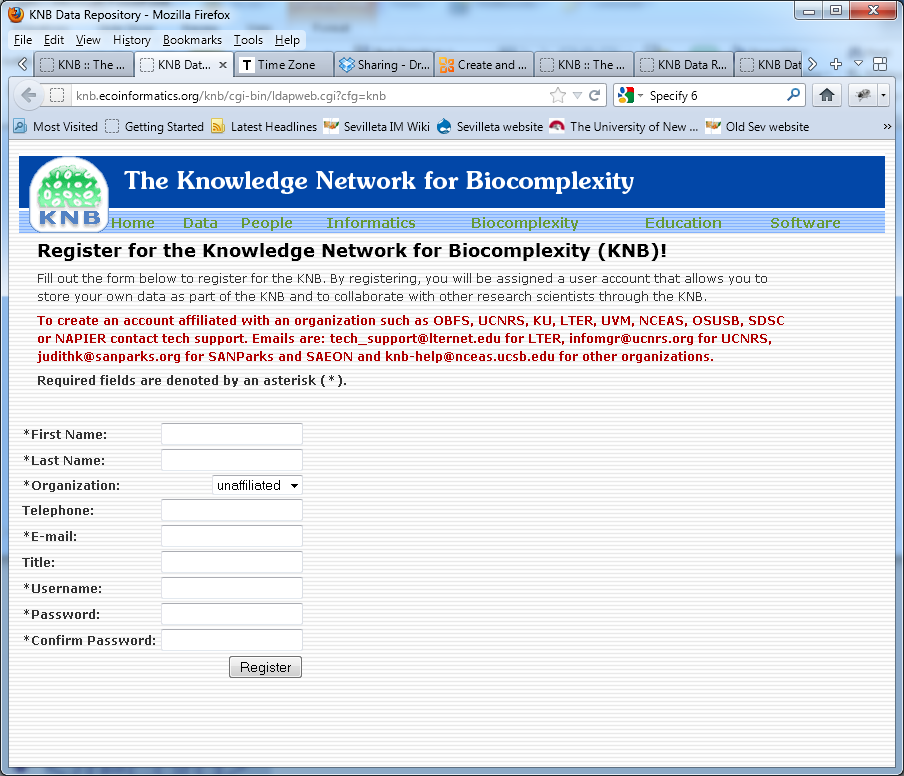 KNB Data Repository - Mozilla Firefox
File Edit View History Bookmarks Tools Help
KNB :: The ... KNB Dat... T Time Zone Sharing - Dr... Create and ... KNB :: The ... KNB Data R... KNB Dat
knb.ecoinformatics.org/knb/cgi-bin/ldapweb.cgi?cfg=knb Specify 6
Most Visited Getting Started Latest Headlines Sevilleta IM Wiki Sevilleta website The University of New ... Old Sev website »
The Knowledge Network for Biocomplexity
KNB
Home Data People Informatics Biocomplexity Education Software
Register for the Knowledge Network for Biocomplexity (KNB)!
Fill out the form below to register for the KNB. By registering, you will be assigned a user account that allows you to
store your own data as part of the KNB and to collaborate with other research scientists through the KNB.
To create an account affiliated with an organization such as OBFS, UCNRS, KU, LTER, UVM, NCEAS, OSUSB, SDSC
or NAPIER contact tech support. Emails are: tech_support@lternet.edu for LTER, infomgr@ucnrs.org for UCNRS,
judithk@sanparks.org for SANParks and SAEON and knb-help@nceas.ucsb.edu for other organizations.
Required fields are denoted by an asterisk (*).
*First Name:
*Last Name:
*Organization: unaffiliated
Telephone:
*E-mail:
Title:
*Username:
*Password:
*Confirm Password:
Register